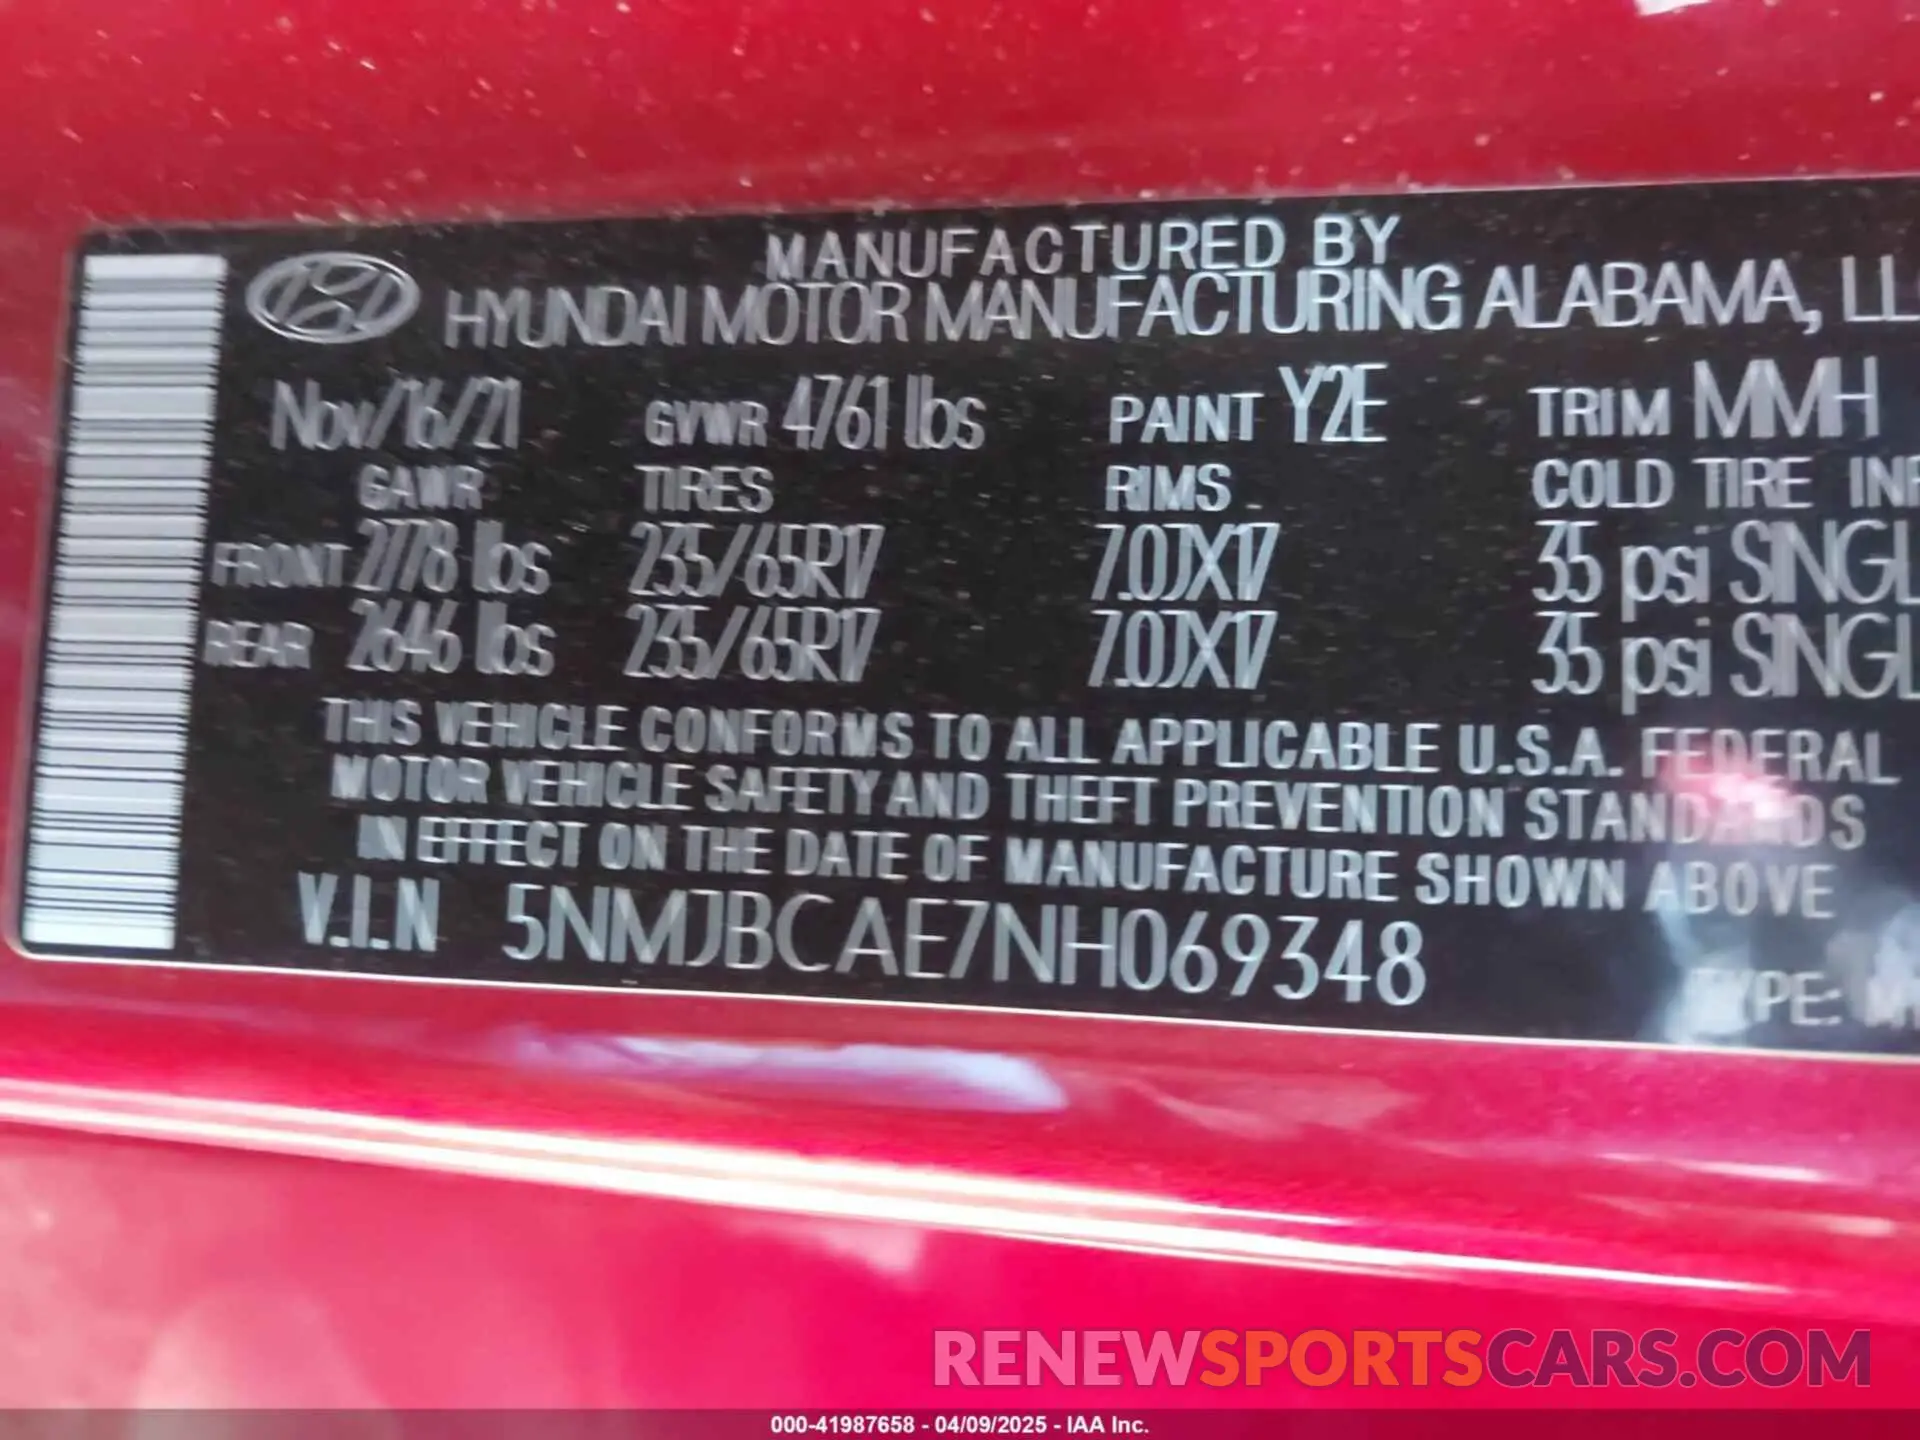 MANUFACTURED BY
HYUNDAI MOTOR MANUFACTURING ALABAMA, LLC
Nov/16/21 GVWR 4761 lbs PAINT Y2E TRIM MMH
GAWR TIRES RIMS COLD TIRE INF
FRONT 2778 lbs 235/65R17 7.0JX17 35 psi SINGL
REAR 2646 lbs 235/65R17 7.0JX17 35 psi SINGL
THIS VEHICLE CONFORMS TO ALL APPLICABLE U.S.A. FEDERAL
MOTOR VEHICLE SAFETY AND THEFT PREVENTION STANDARDS
IN EFFECT ON THE DATE OF MANUFACTURE SHOWN ABOVE
V.I.N 5NMJBCAE7NH069348
TYPE:
RENEWSPORTSCARS.COM
000-41987658 - 04/09/2025 - IAA Inc.